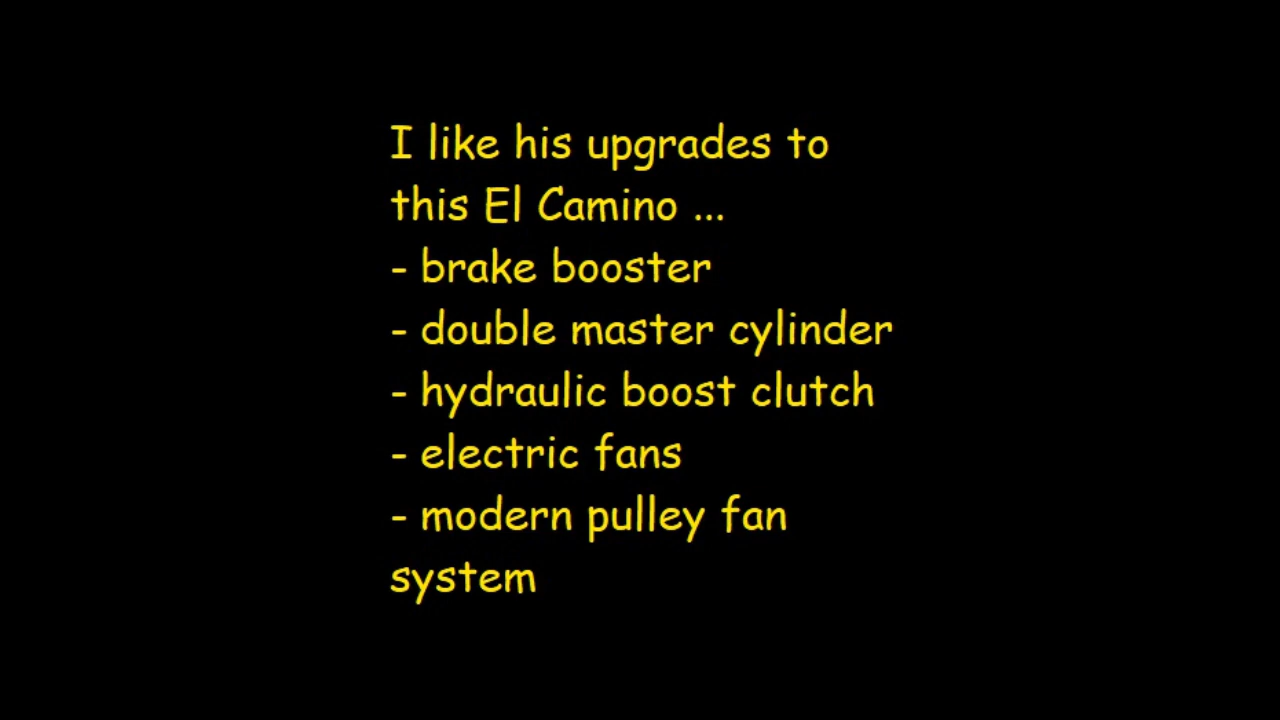 I like his upgrades to
this El Camino ...
- brake booster
- double master cylinder
- hydraulic boost clutch
- electric fans
- modern pulley fan
system